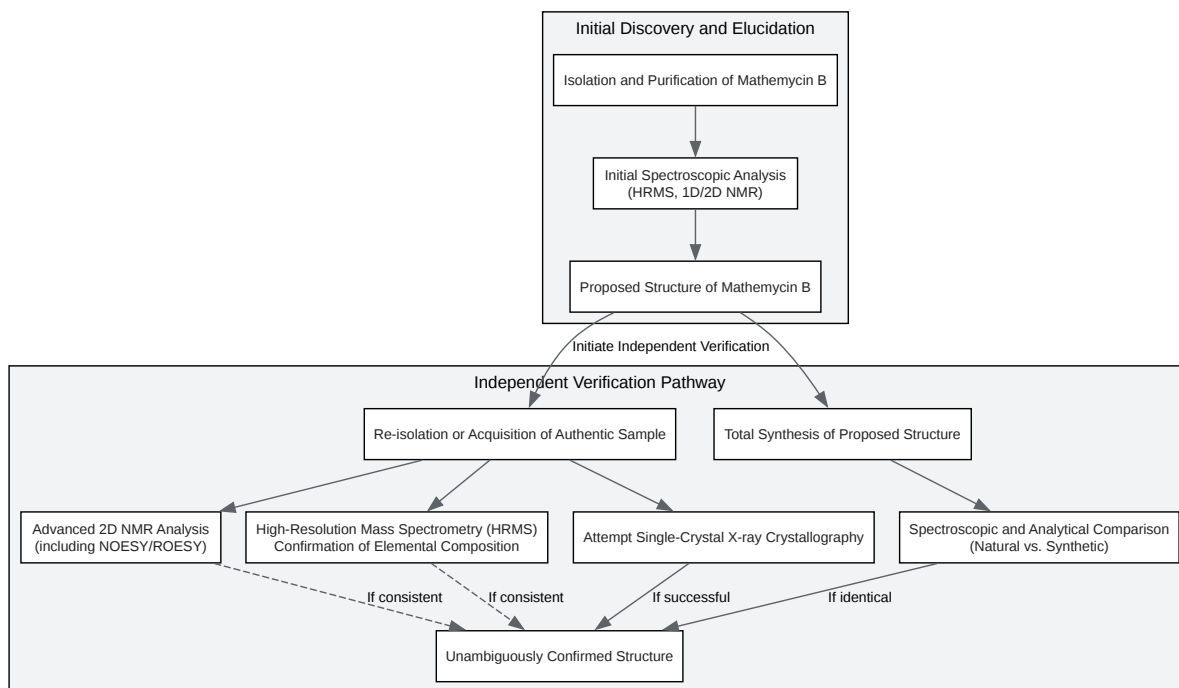 Initial Discovery and Elucidation
Isolation and Purification of Mathemycin B
Initial Spectroscopic Analysis
(HRMS, 1D/2D NMR)
Proposed Structure of Mathemycin B
Initiate Independent Verification
Independent Verification Pathway
Re-isolation or Acquisition of Authentic Sample
Total Synthesis of Proposed Structure
Advanced 2D NMR Analysis
(including NOESY/ROESY)
High-Resolution Mass Spectrometry (HRMS)
Confirmation of Elemental Composition
Attempt Single-Crystal X-ray Crystallography
Spectroscopic and Analytical Comparison
(Natural vs. Synthetic)
If consistent
If consistent
If successful
If identical
Unambiguously Confirmed Structure